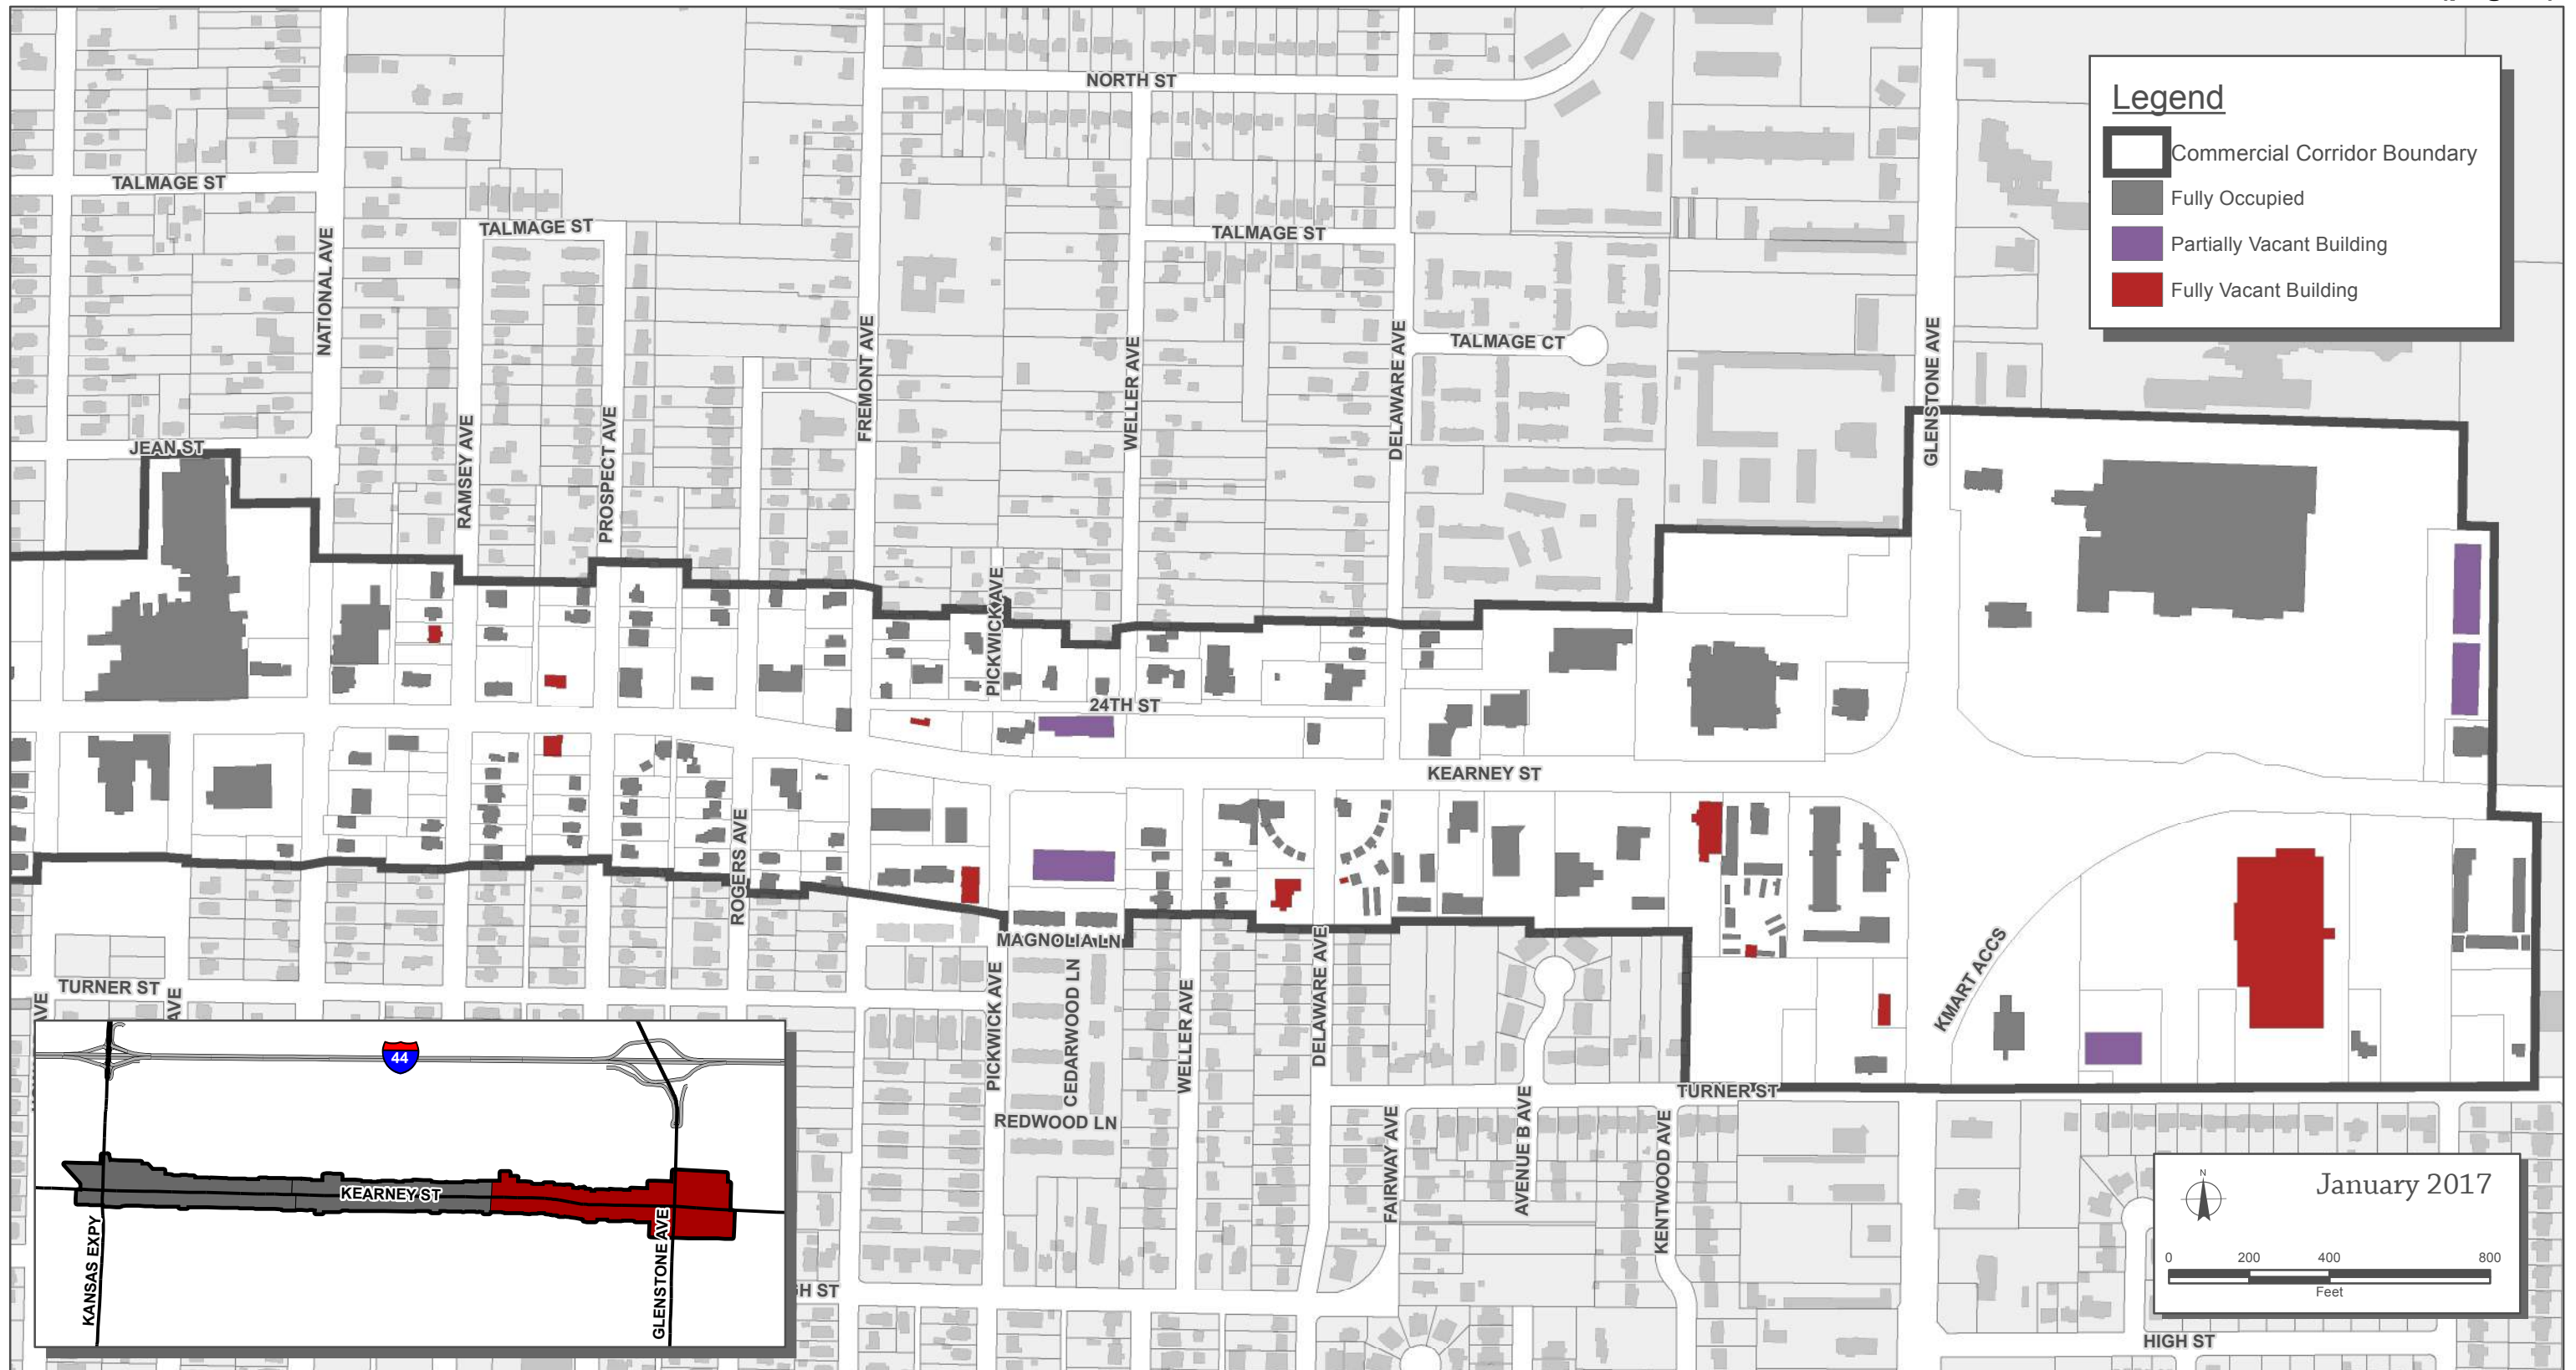 NORTH ST
Legend
Commercial Corridor Boundary
Fully Occupied
Partially Vacant Building
Fully Vacant Building
TALMAGE ST
TALMAGE ST
TALMAGE ST
NATIONAL AVE
FREMONT AVE
WELLER AVE
DELAWARE AVE
TALMAGE CT
GLENSTONE AVE
JEAN ST
RAMSEY AVE
PROSPECT AVE
PICKWICK AVE
24TH ST
KEARNEY ST
ROGERS AVE
MAGNOLIA LN
TURNER ST
AVE
AVE
PICKWICK AVE
CEDARWOOD LN
WELLER AVE
DELAWARE AVE
KMART ACCS
TURNER ST
REDWOOD LN
FAIRWAY AVE
AVENUE B AVE
KENTWOOD AVE
44
KEARNEY ST
KANSAS EXPY
GLENSTONE AVE
GH ST
N
January 2017
0 200 400 800
Feet
HIGH ST